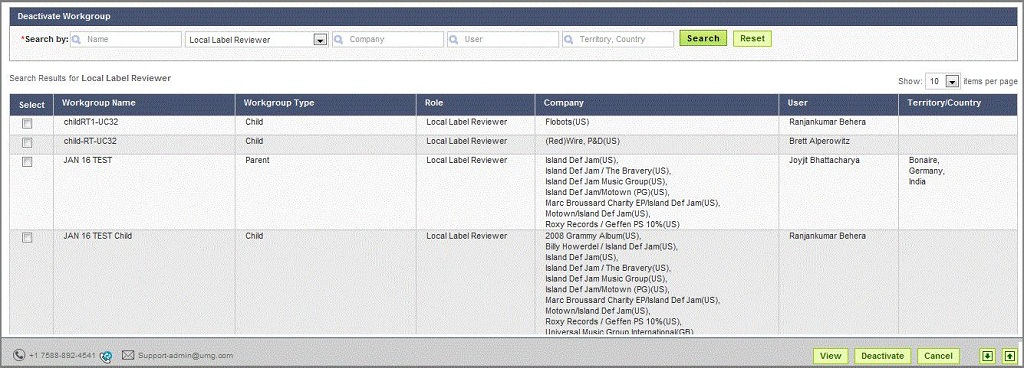 Deactivate Workgroup
*Search by: Name Local Label Reviewer Company User Territory, Country Search Reset
Search Results for Local Label Reviewer
Show: 10 items per page
Select Workgroup Name Workgroup Type Role Company User Territory/Country
childRT1-UC32 Child Local Label Reviewer Flobots(US) Ranjankumar Behera
child-RT-UC32 Child Local Label Reviewer (Red)Wire, P&D(US) Brett Alperowitz
JAN 16 TEST Parent Local Label Reviewer Island Def Jam(US), Joyjit Bhattacharya Bonaire,
Island Def Jam / The Bravery(US), Germany,
Island Def Jam Music Group(US), India
Island Def Jam/Motown (PG)(US),
Marc Broussard Charity EP/Island Def Jam(US),
Motown/Island Def Jam(US),
Roxy Records / Geffen PS 10%(US)
JAN 16 TEST Child Child Local Label Reviewer 2008 Grammy Album(US), Ranjankumar Behera
Billy Howerdel / Island Def Jam(US),
Island Def Jam(US),
Island Def Jam / The Bravery(US),
Island Def Jam Music Group(US),
Island Def Jam/Motown (PG)(US),
Marc Broussard Charity EP/Island Def Jam(US),
Motown/Island Def Jam(US),
Roxy Records / Geffen PS 10%(US),
Universal Music Group International(GB)
+1 7588-892-4541 Support-admin@umg.com View Deactivate Cancel